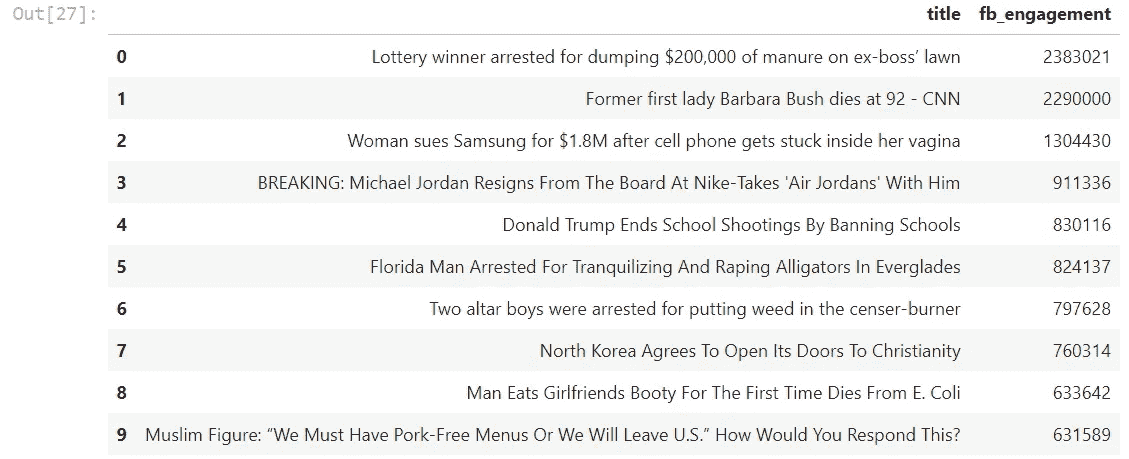 Out[27]:
title fb_engagement
0 Lottery winner arrested for dumping $200,000 of manure on ex-boss’ lawn 2383021
1 Former first lady Barbara Bush dies at 92 - CNN 2290000
2 Woman sues Samsung for $1.8M after cell phone gets stuck inside her vagina 1304430
3 BREAKING: Michael Jordan Resigns From The Board At Nike-Takes 'Air Jordans' With Him 911336
4 Donald Trump Ends School Shootings By Banning Schools 830116
5 Florida Man Arrested For Tranquilizing And Raping Alligators In Everglades 824137
6 Two altar boys were arrested for putting weed in the censer-burner 797628
7 North Korea Agrees To Open Its Doors To Christianity 760314
8 Man Eats Girlfriends Booty For The First Time Dies From E. Coli 633642
9 Muslim Figure: “We Must Have Pork-Free Menus Or We Will Leave U.S.” How Would You Respond This? 631589